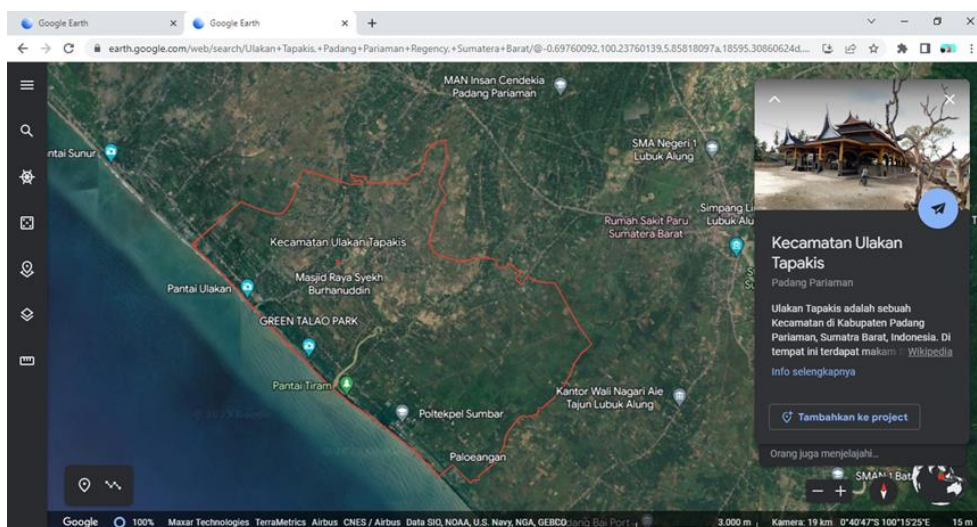 Google Earth
Google Earth
earth.google.com/web/search/Ulakan+Tapakis,+Padang+Pariaman+Regency,+Sumatera+Barat/@-0.69760092,100.23760139,5.85818097a,18595.30860624d,...
MAN Insan Cendekia
Padang Pariaman
ntai Sunur
SMA Negeri 1
Lubuk Alung
Simpang Li
Lubuk Alu
Rumah Sakit Paru
Sumatera Barat
Kecamatan Ulakan Tapakis
Masjid Raya Syekh
Burhanuddin
Pantai Ulakan
GREEN TALAO PARK
Pantai Tiram
Kantor Wali Nagari Aie
Tajun Lubuk Alung
Poltekpel Sumbar
Paloeangan
Kecamatan Ulakan
Tapakis
Padang Pariaman
Ulakan Tapakis adalah sebuah
Kecamatan di Kabupaten Padang
Pariaman, Sumatra Barat, Indonesia. Di
tempat ini terdapat makam Wikipedia
Info selengkapnya
Tambahkan ke project
Orang juga menjelajahi...
SMAN 1 Bat
Google 100% Maxar Technologies TerraMetrics Airbus CNES / Airbus Data SIO, NOAA, U.S. Navy, NGA, GEBCO 3.000 m Kamera: 19 km 0°40'47"S 100°15'25"E 15 m